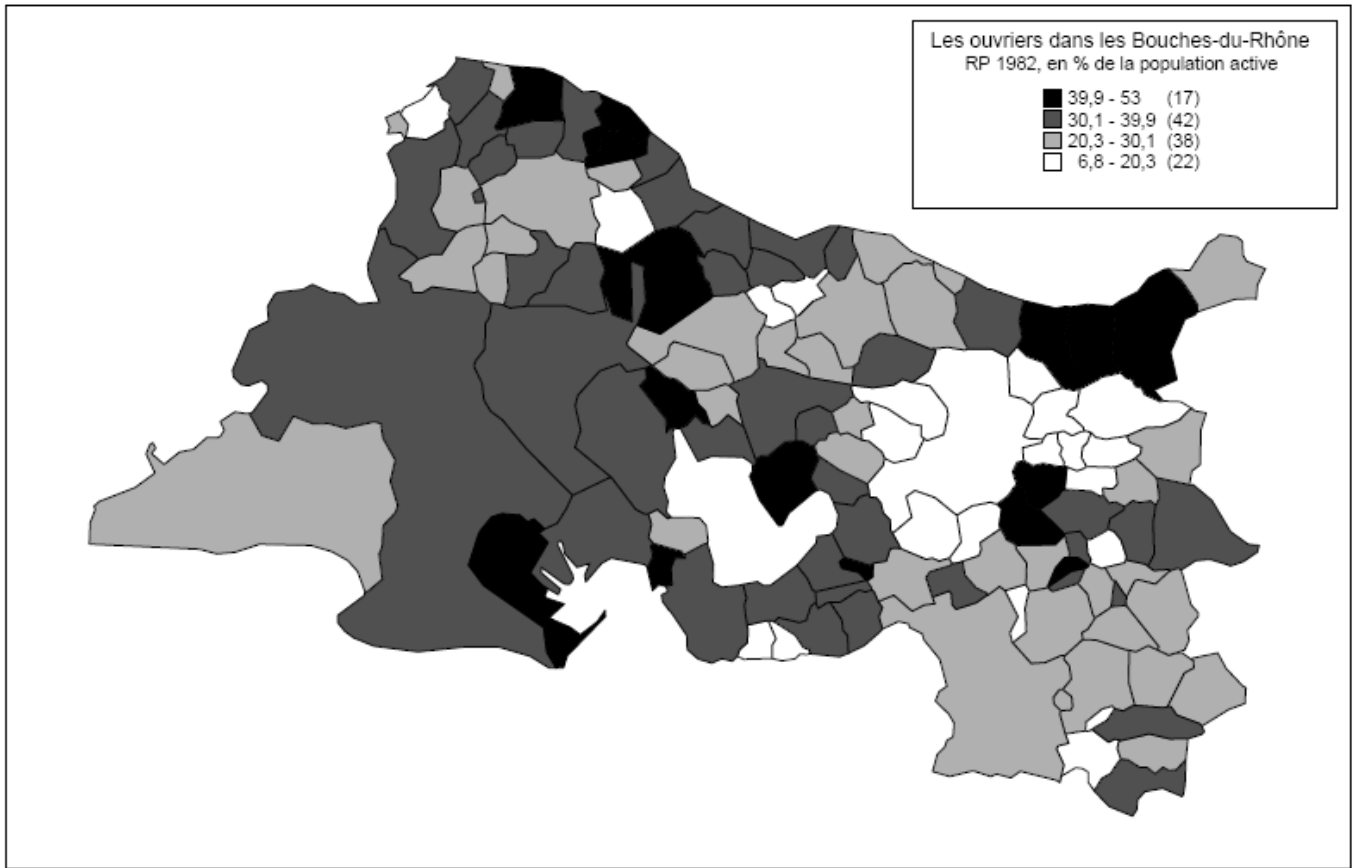 Les ouvriers dans les Bouches-du-Rhône
RP 1982, en % de la population active
39,9 - 53 (17)
30,1 - 39,9 (42)
20,3 - 30,1 (38)
6,8 - 20,3 (22)